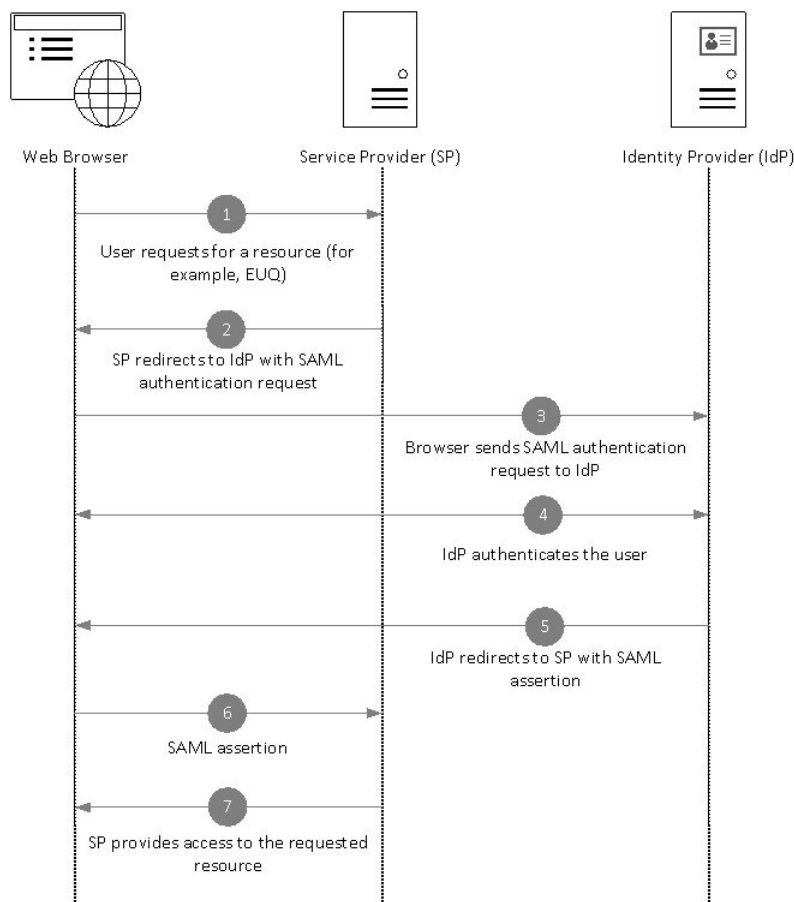 Web Browser
Service Provider (SP)
Identity Provider (IdP)
1
User requests for a resource (for
example, EUQ)
2
SP redirects to IdP with SAML
authentication request
3
Browser sends SAML authentication
request to IdP
4
IdP authenticates the user
5
IdP redirects to SP with SAML
assertion
6
SAML assertion
7
SP provides access to the requested
resource